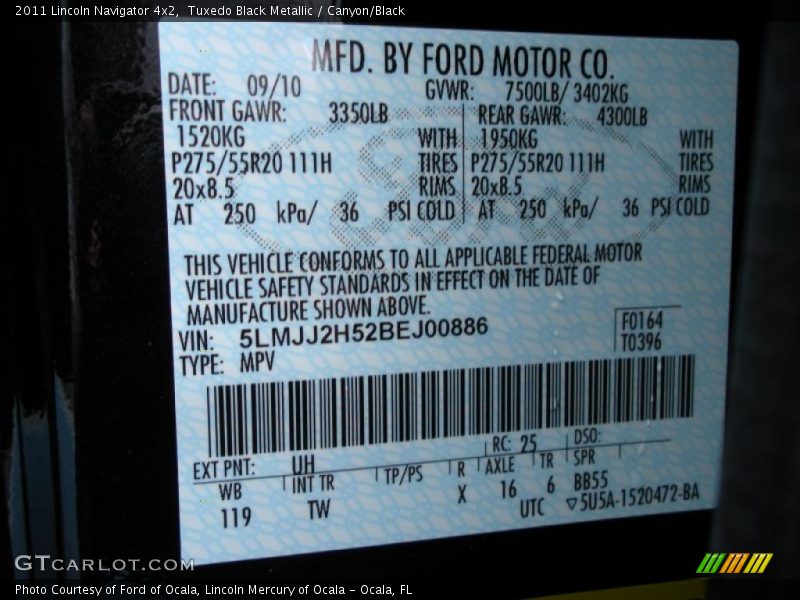 2011 Lincoln Navigator 4x2, Tuxedo Black Metallic / Canyon/Black
MFD. BY FORD MOTOR CO.
DATE: 09/10 GVWR: 7500LB/ 3402KG
FRONT GAWR: 3350LB REAR GAWR: 4300LB
1520KG WITH 1950KG WITH
P275/55R20 111H TIRES P275/55R20 111H TIRES
20x8.5 RIMS 20x8.5 RIMS
AT 250 kPa/ 36 PSI COLD AT 250 kPa/ 36 PSI COLD
THIS VEHICLE CONFORMS TO ALL APPLICABLE FEDERAL MOTOR
VEHICLE SAFETY STANDARDS IN EFFECT ON THE DATE OF
MANUFACTURE SHOWN ABOVE.
VIN: 5LMJJ2H52BEJ00886 F0164
TYPE: MPV T0396
EXT PNT: UH RC: 25 DSO:
WB INT TR TP/PS R AXLE TR SPR
119 TW X 16 6 BB55
UTC ▽5U5A-1520472-BA
GTCARLOT.COM
Photo Courtesy of Ford of Ocala, Lincoln Mercury of Ocala – Ocala, FL